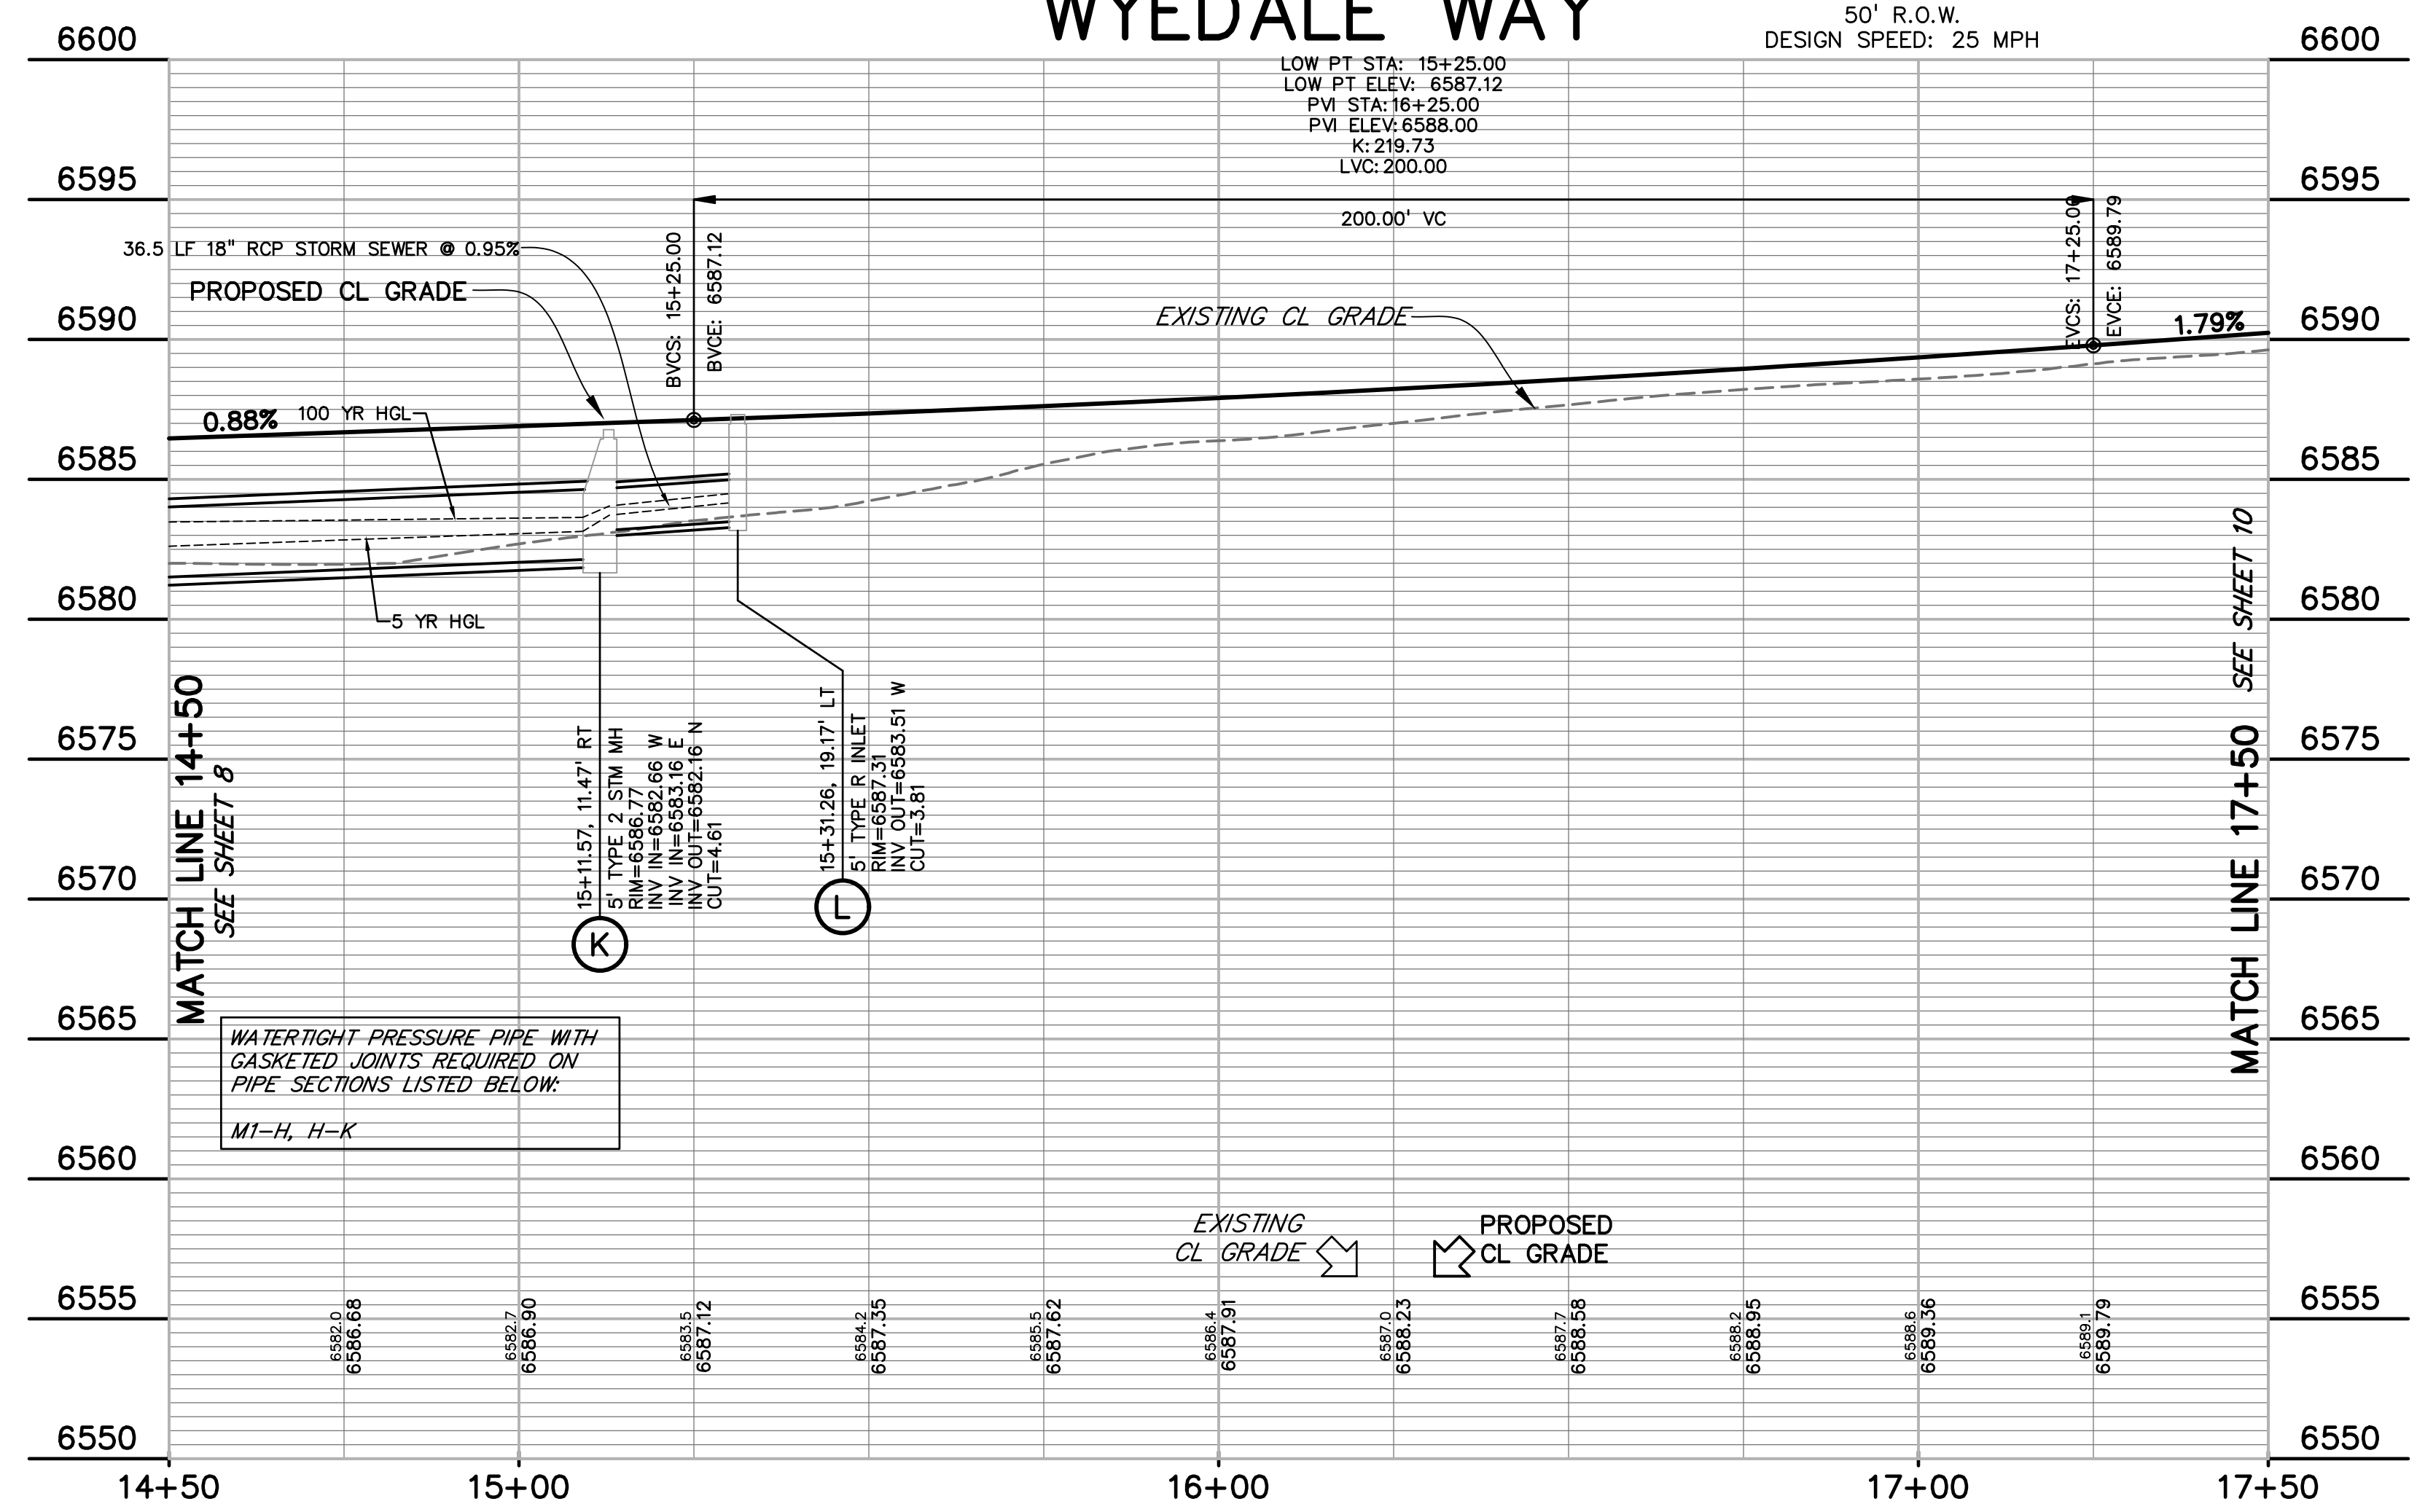 WYEDALE WAY
50' R.O.W.
DESIGN SPEED: 25 MPH
6600
6600
LOW PT STA: 15+25.00
LOW PT ELEV: 6587.12
PVI STA:16+25.00
PVI ELEV:6588.00
K:219.73
LVC:200.00
6595
6595
200.00' VC
36.5 LF 18" RCP STORM SEWER @ 0.95%
PROPOSED CL GRADE
BVCS: 15+25.00
BVCE: 6587.12
EXISTING CL GRADE
EVCS: 17+25.00
EVCE: 6589.79
1.79%
6590
6590
0.88%
100 YR HGL
6585
6585
5 YR HGL
6580
6580
MATCH LINE 14+50
SEE SHEET 8
15+11.57, 11.47' RT
5' TYPE 2 STM MH
RIM=6586.77
INV IN=6582.66 W
INV IN=6583.16 E
INV OUT=6582.16 N
CUT=4.61
K
15+31.26, 19.17' LT
5' TYPE R INLET
RIM=6587.31
INV OUT=6583.51 W
CUT=3.81
L
MATCH LINE 17+50
SEE SHEET 10
6575
6575
6570
6570
6565
6565
WATERTIGHT PRESSURE PIPE WITH
GASKETED JOINTS REQUIRED ON
PIPE SECTIONS LISTED BELOW:
M1-H, H-K
6560
6560
EXISTING
CL GRADE
PROPOSED
CL GRADE
6555
6555
6582.0
6586.68
6582.7
6586.90
6583.5
6587.12
6584.2
6587.35
6585.5
6587.62
6586.4
6587.91
6587.0
6588.23
6587.7
6588.58
6588.2
6588.95
6588.6
6589.36
6589.1
6589.79
6550
6550
14+50
15+00
16+00
17+00
17+50